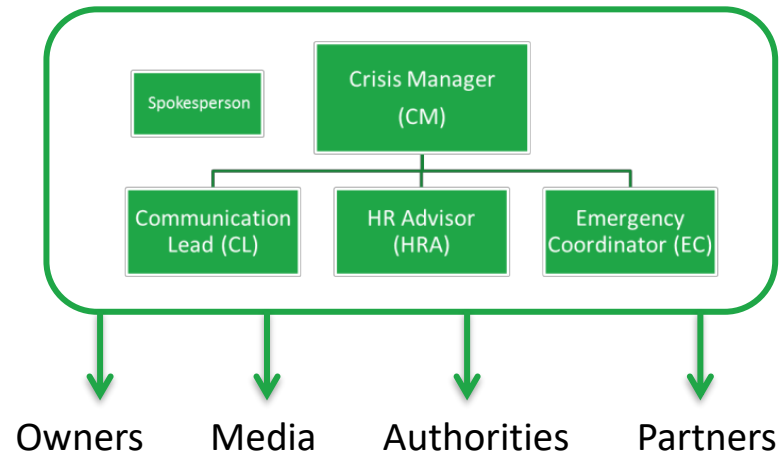 Crisis Manager
(CM)
Spokesperson
Communication
Lead (CL)
HR Advisor
(HRA)
Emergency
Coordinator (EC)
Owners
Media
Authorities
Partners